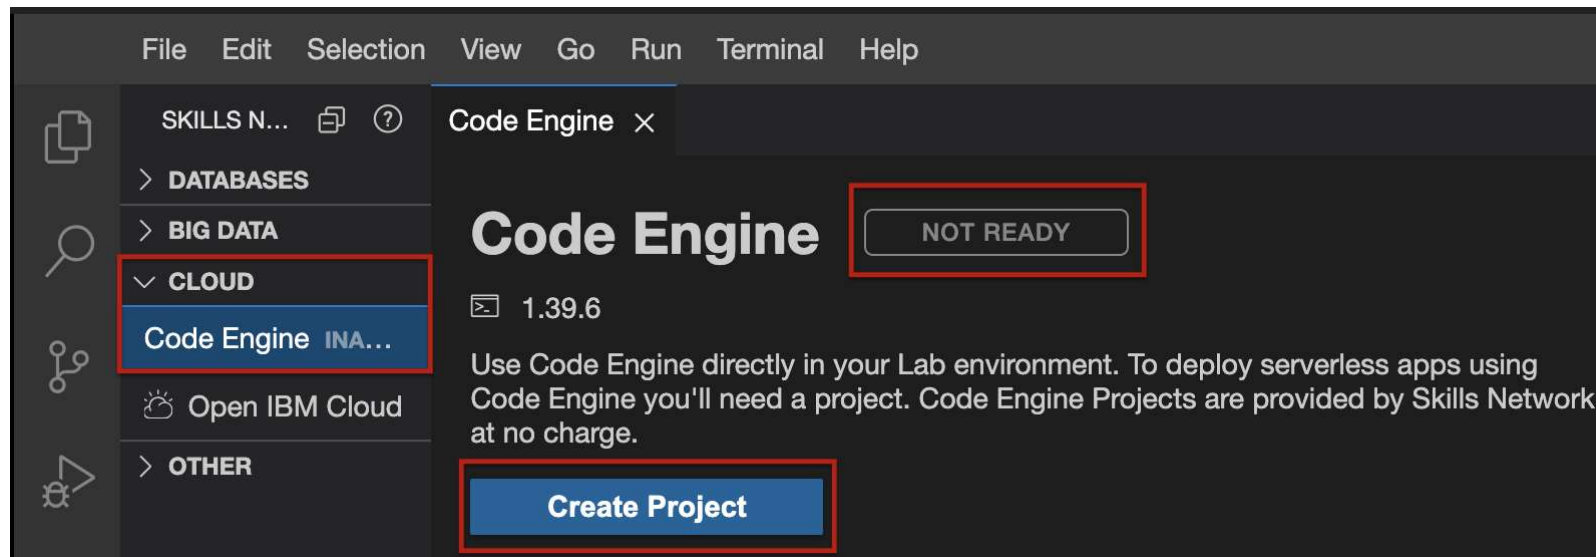 File Edit Selection View Go Run Terminal Help
SKILLS N...
Code Engine
DATABASES
BIG DATA
CLOUD
Code Engine INA...
Open IBM Cloud
OTHER
Code Engine
NOT READY
1.39.6
Use Code Engine directly in your Lab environment. To deploy serverless apps using
Code Engine you'll need a project. Code Engine Projects are provided by Skills Network
at no charge.
Create Project